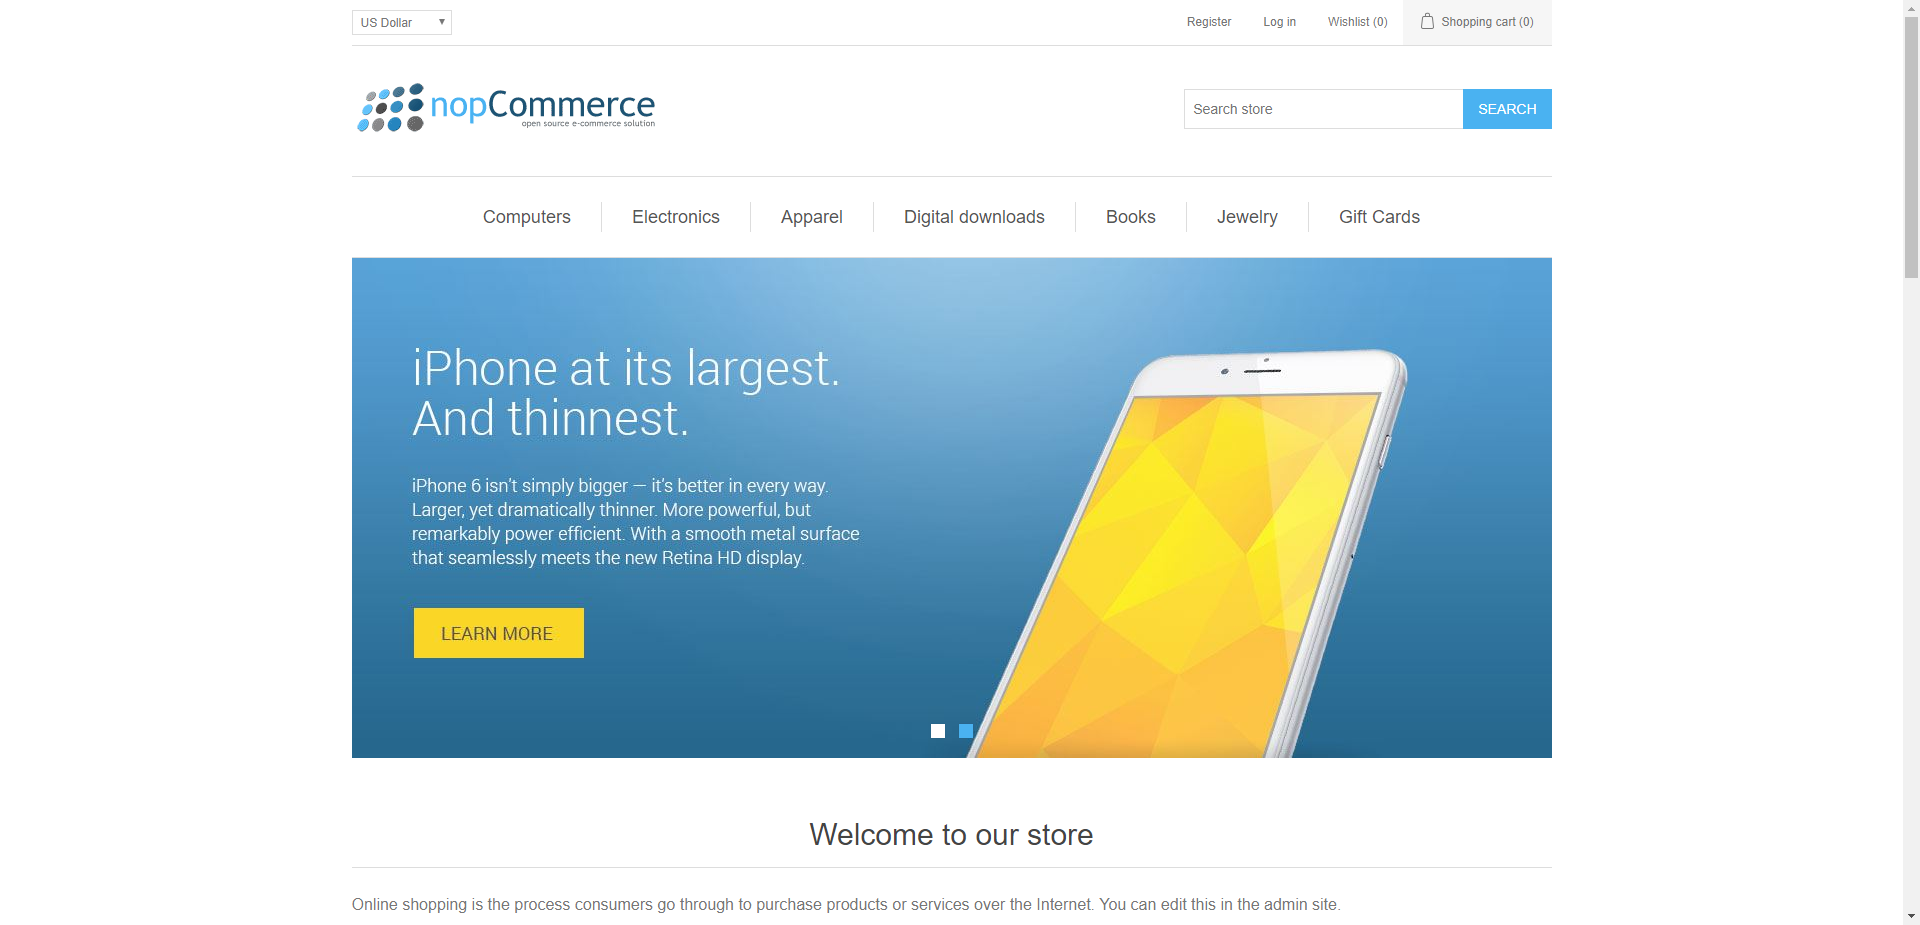 US Dollar
Register
Log in
Wishlist (0)
Shopping cart (0)
nopCommerce
open source e-commerce solution
Search store
SEARCH
Computers
Electronics
Apparel
Digital downloads
Books
Jewelry
Gift Cards
iPhone at its largest.
And thinnest.
iPhone 6 isn't simply bigger — it's better in every way.
Larger, yet dramatically thinner. More powerful, but
remarkably power efficient. With a smooth metal surface
that seamlessly meets the new Retina HD display.
LEARN MORE
Welcome to our store
Online shopping is the process consumers go through to purchase products or services over the Internet. You can edit this in the admin site.